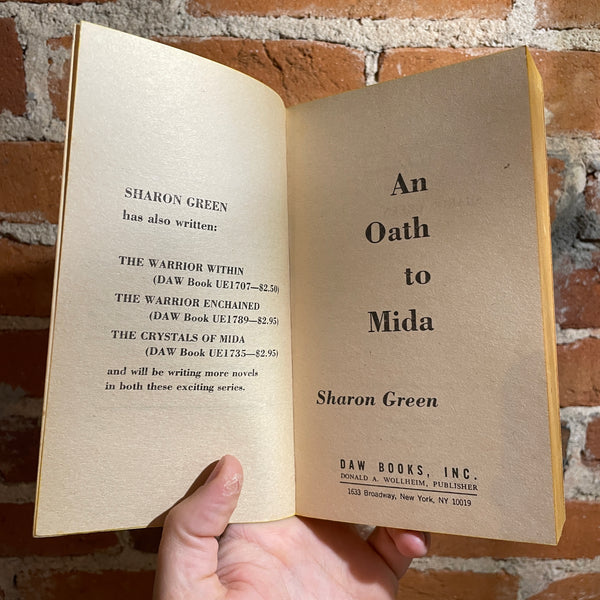 SHARON GREEN
has also written:
THE WARRIOR WITHIN
(DAW Book UE1707—$2.50)
THE WARRIOR ENCHAINED
(DAW Book UE1789—$2.95)
THE CRYSTALS OF MIDA
(DAW Book UE1735—$2.95)
and will be writing more novels
in both these exciting series.
An
Oath
to
Mida
Sharon Green
DAW BOOKS, INC.
DONALD A. WOLLHEIM, PUBLISHER
1633 Broadway, New York, NY 10019